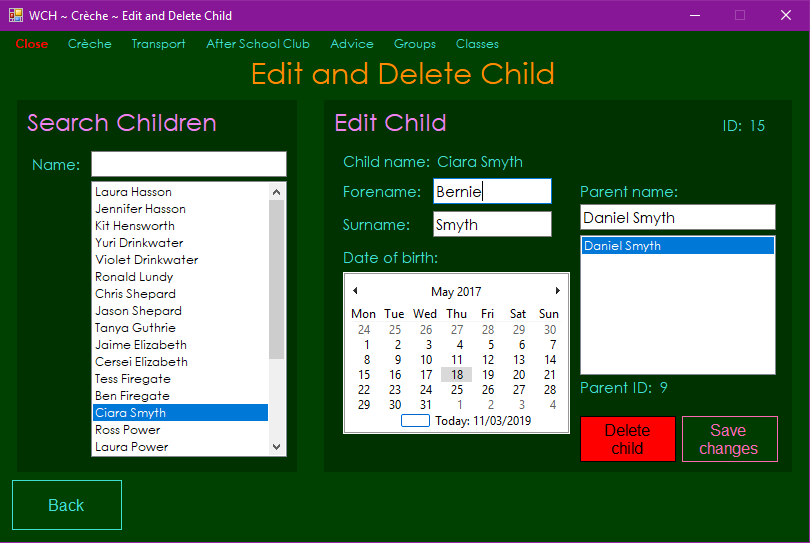 WCH ~ Crèche ~ Edit and Delete Child
Close Crèche Transport After School Club Advice Groups Classes
Edit and Delete Child
Search Children
Name:
Laura Hasson
Jennifer Hasson
Kit Hensworth
Yuri Drinkwater
Violet Drinkwater
Ronald Lundy
Chris Shepard
Jason Shepard
Tanya Guthrie
Jaime Elizabeth
Cersei Elizabeth
Tess Firegate
Ben Firegate
Ciara Smyth
Ross Power
Laura Power
Edit Child
ID: 15
Child name: Ciara Smyth
Forename: Bernie
Surname: Smyth
Date of birth:
May 2017
Mon Tue Wed Thu Fri Sat Sun
24 25 26 27 28 29 30
1 2 3 4 5 6 7
8 9 10 11 12 13 14
15 16 17 18 19 20 21
22 23 24 25 26 27 28
29 30 31 1 2 3 4
Today: 11/03/2019
Parent name:
Daniel Smyth
Daniel Smyth
Parent ID: 9
Delete
child
Save
changes
Back